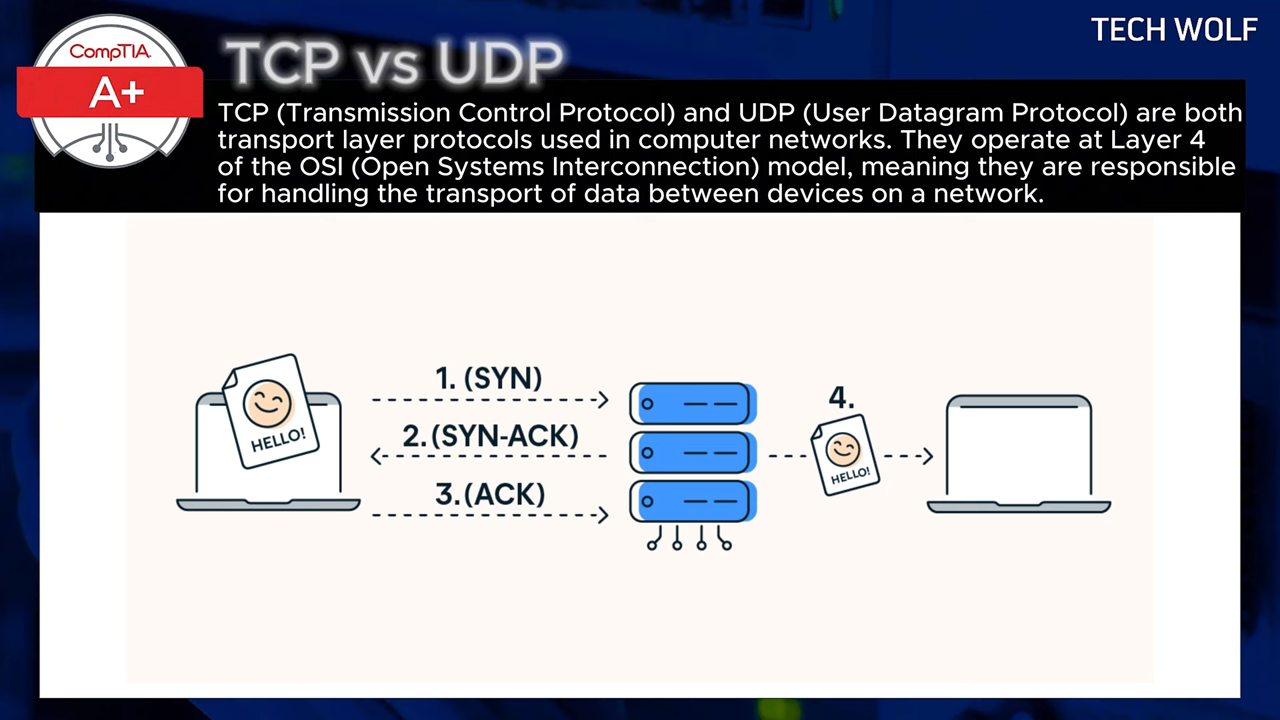 CompTIA.
A+
TCP vs UDP
TECH WOLF
TCP (Transmission Control Protocol) and UDP (User Datagram Protocol) are both
transport layer protocols used in computer networks. They operate at Layer 4
of the OSI (Open Systems Interconnection) model, meaning they are responsible
for handling the transport of data between devices on a network.
HELLO!
1. (SYN)
2. (SYN-ACK)
3. (ACK)
4.
HELLO!